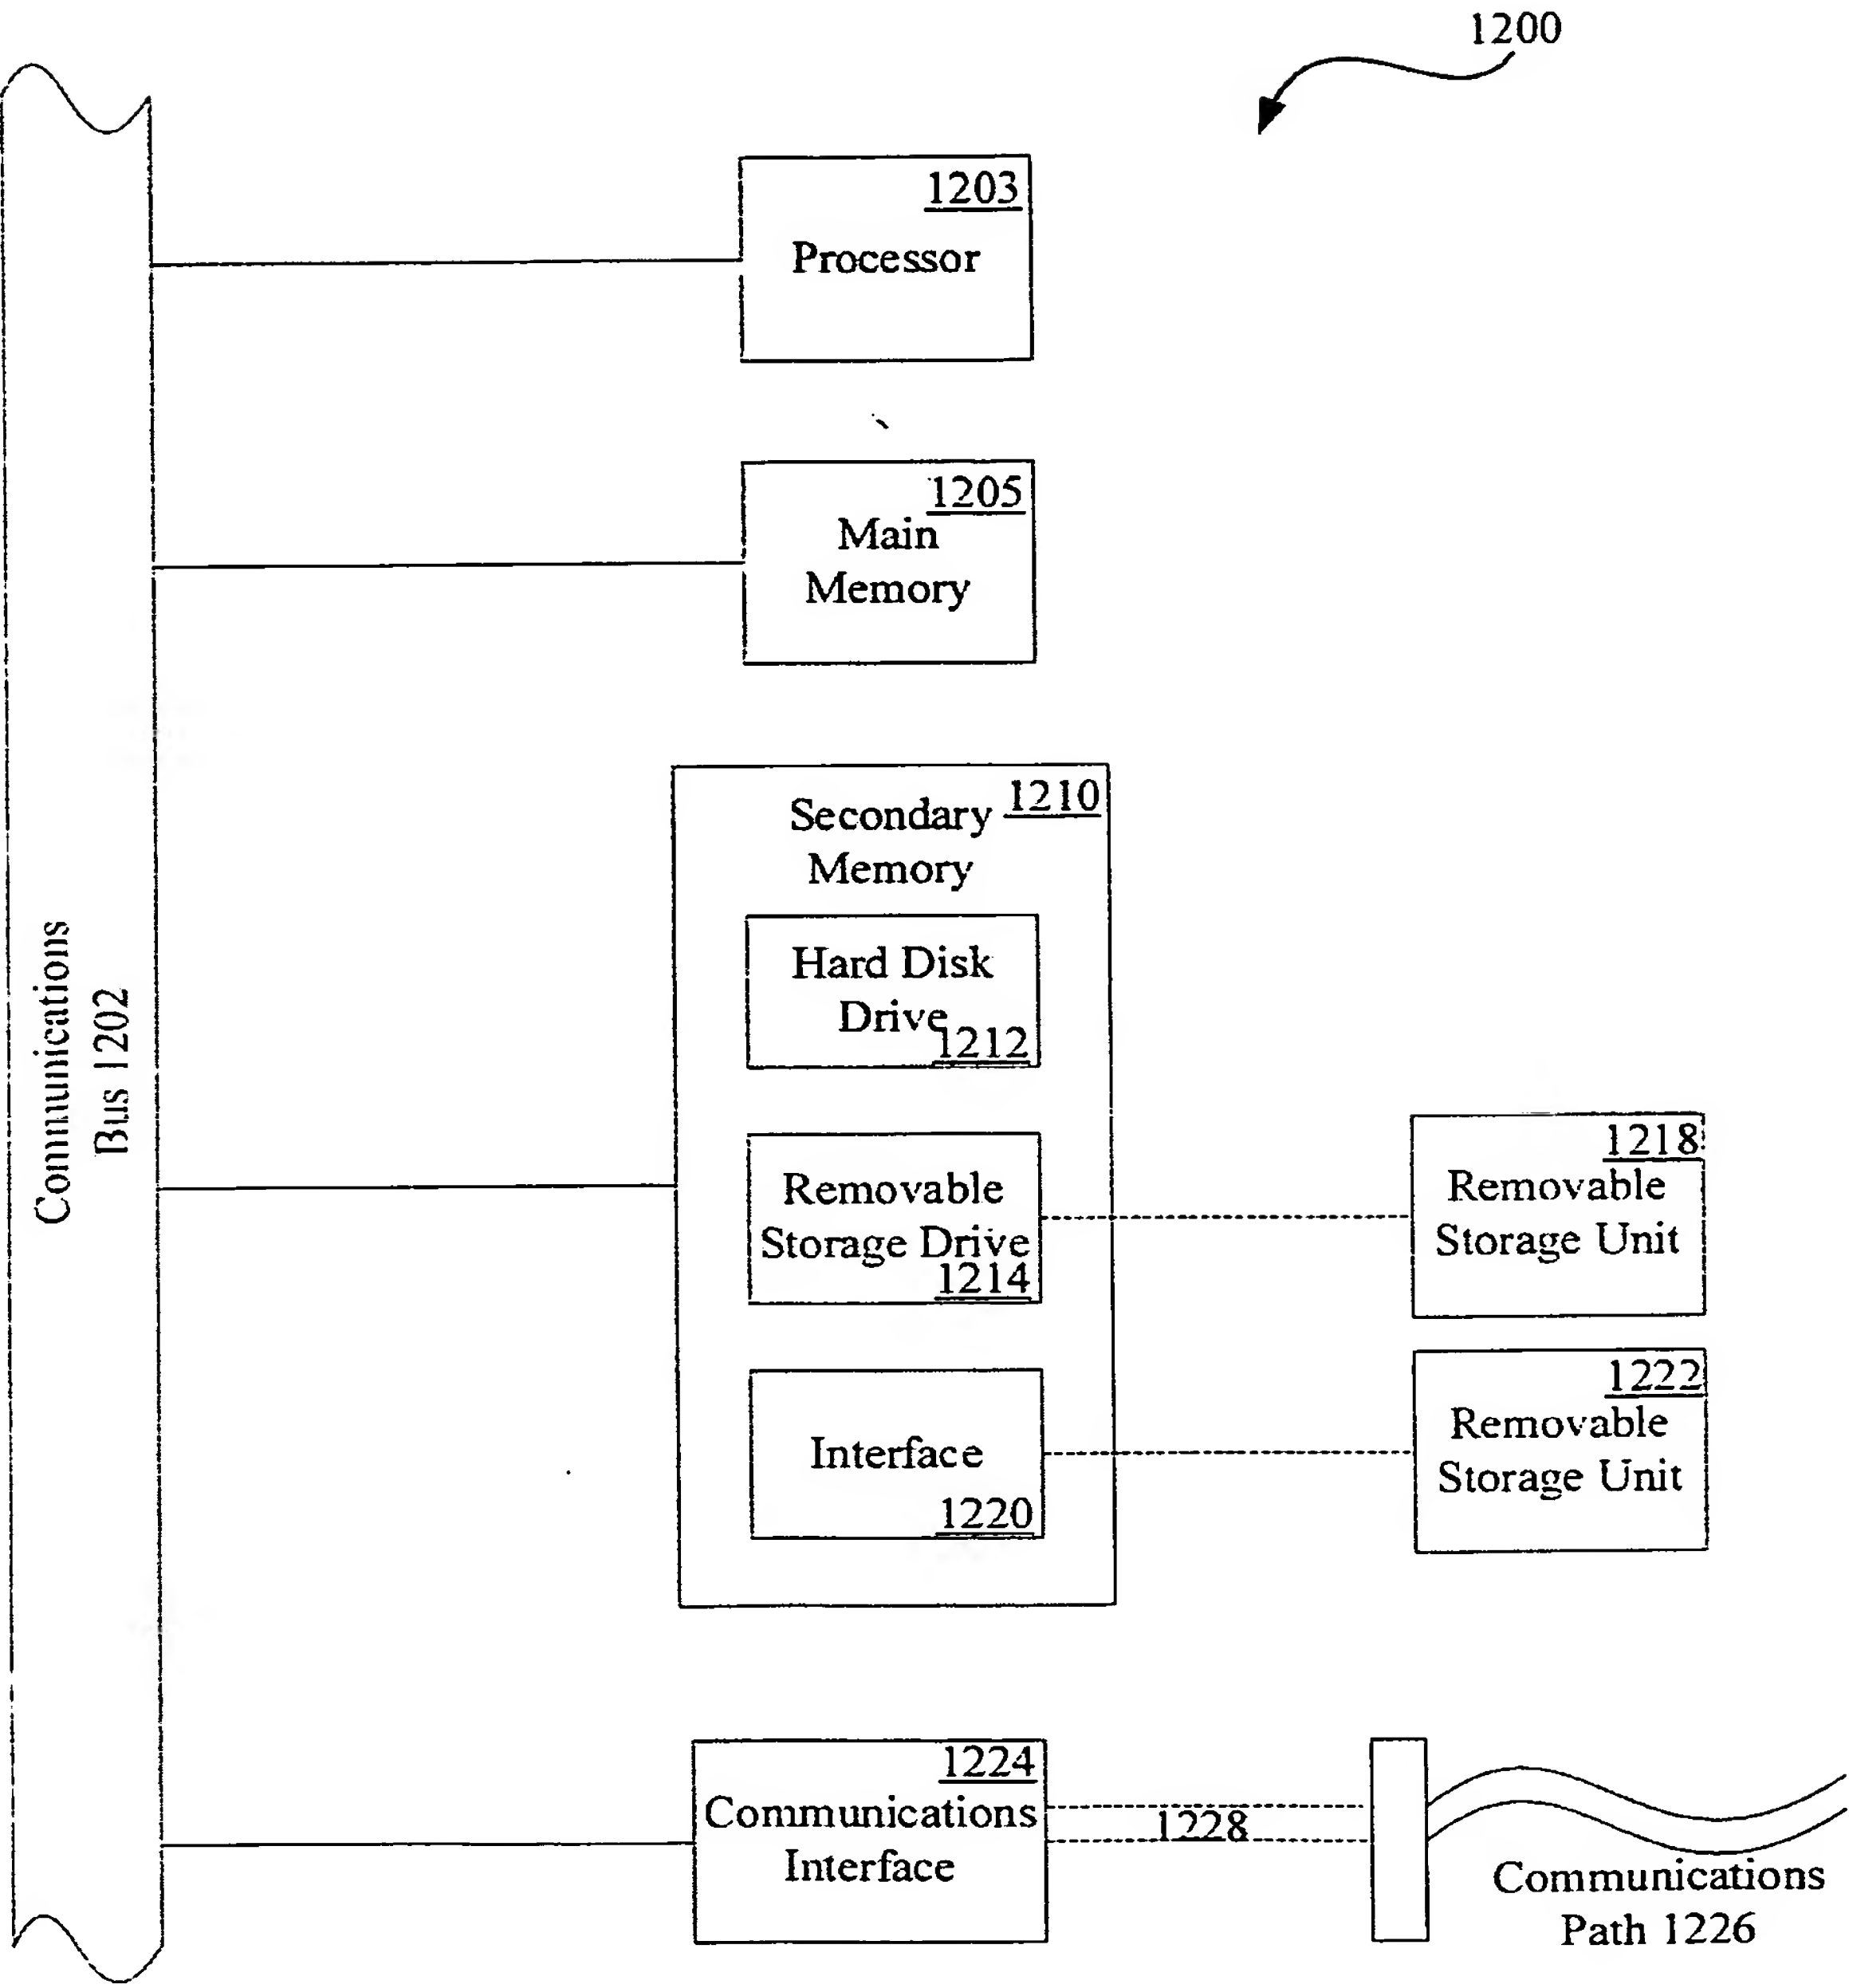 1200
1203
Processor
1205
Main
Memory
1210
Secondary
Memory
Hard Disk
Drive
1212
Removable
Storage Drive
1214
Interface
1220
1218
Removable
Storage Unit
1222
Removable
Storage Unit
Communications
Bus 1202
1224
Communications
Interface
1228
Communications
Path 1226